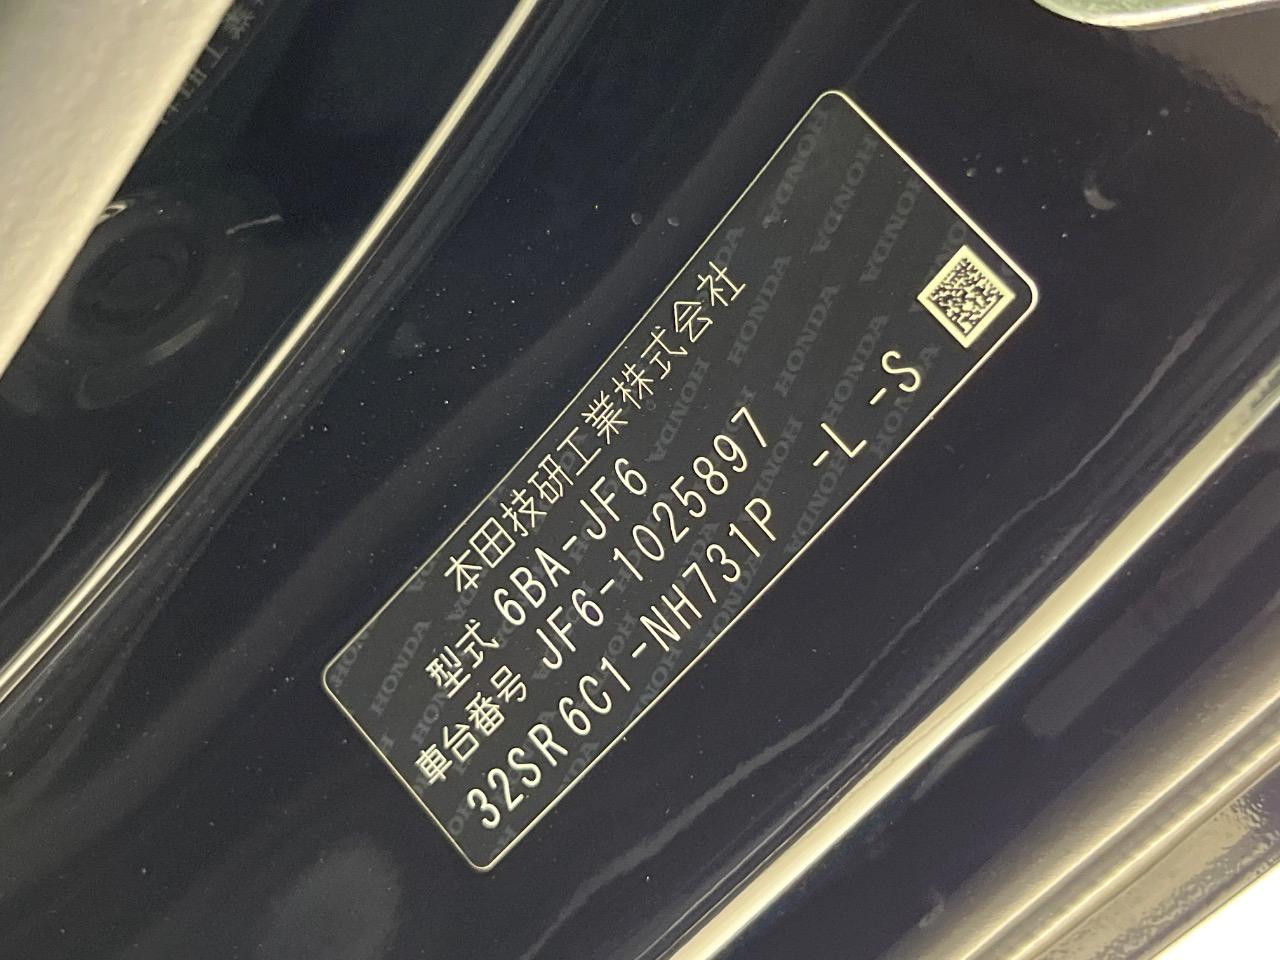 本田技研工業株式会社
型式 6BA-JF6
車台番号 JF6-1025897
32SR6C1-NH731P -L -S